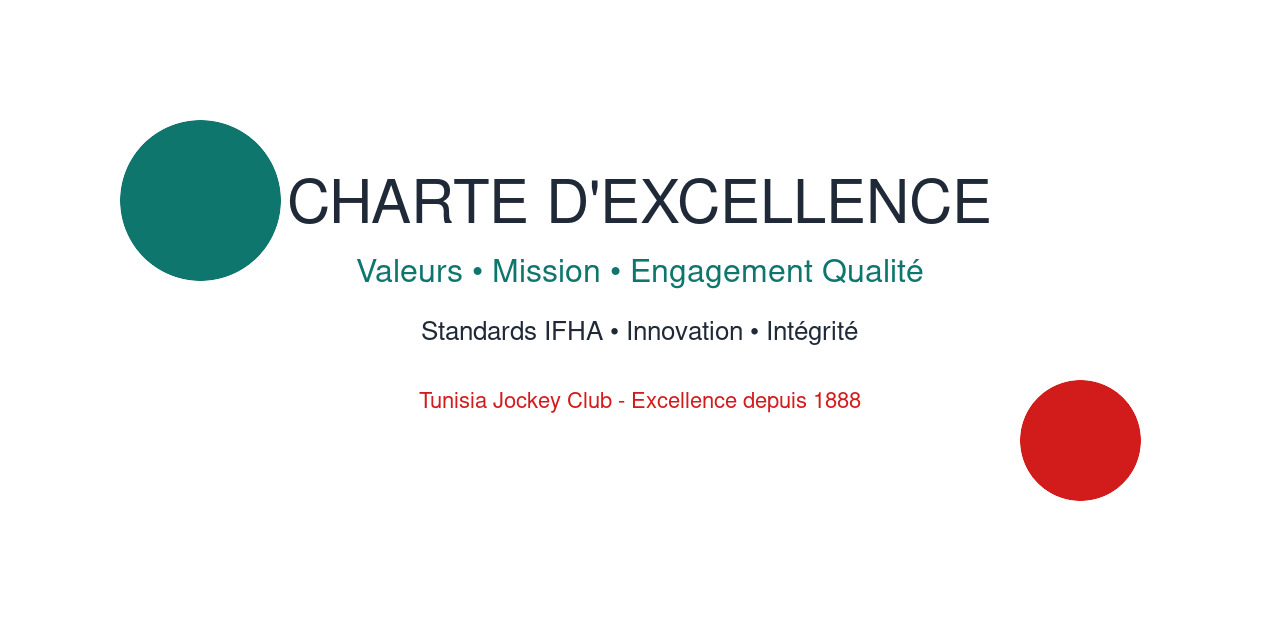 CHARTE D'EXCELLENCE
Valeurs • Mission • Engagement Qualité
Standards IFHA • Innovation • Intégrité
Tunisia Jockey Club - Excellence depuis 1888